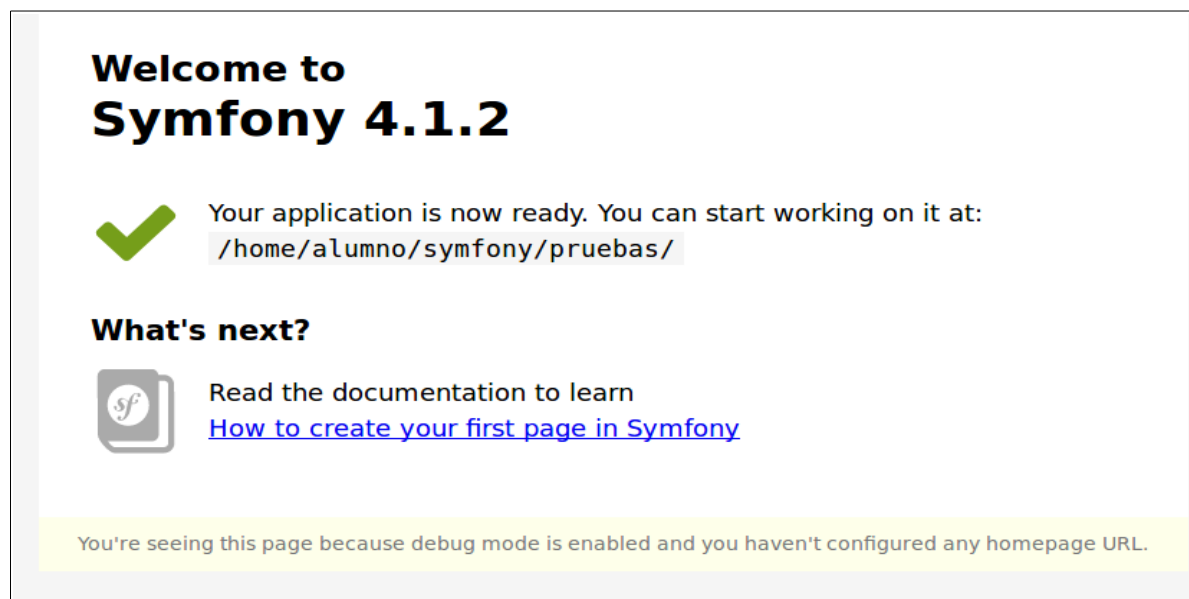 Welcome to
Symfony 4.1.2
Your application is now ready. You can start working on it at:
/home/alumno/symfony/pruebas/
What's next?
sf
Read the documentation to learn
How to create your first page in Symfony
You're seeing this page because debug mode is enabled and you haven't configured any homepage URL.